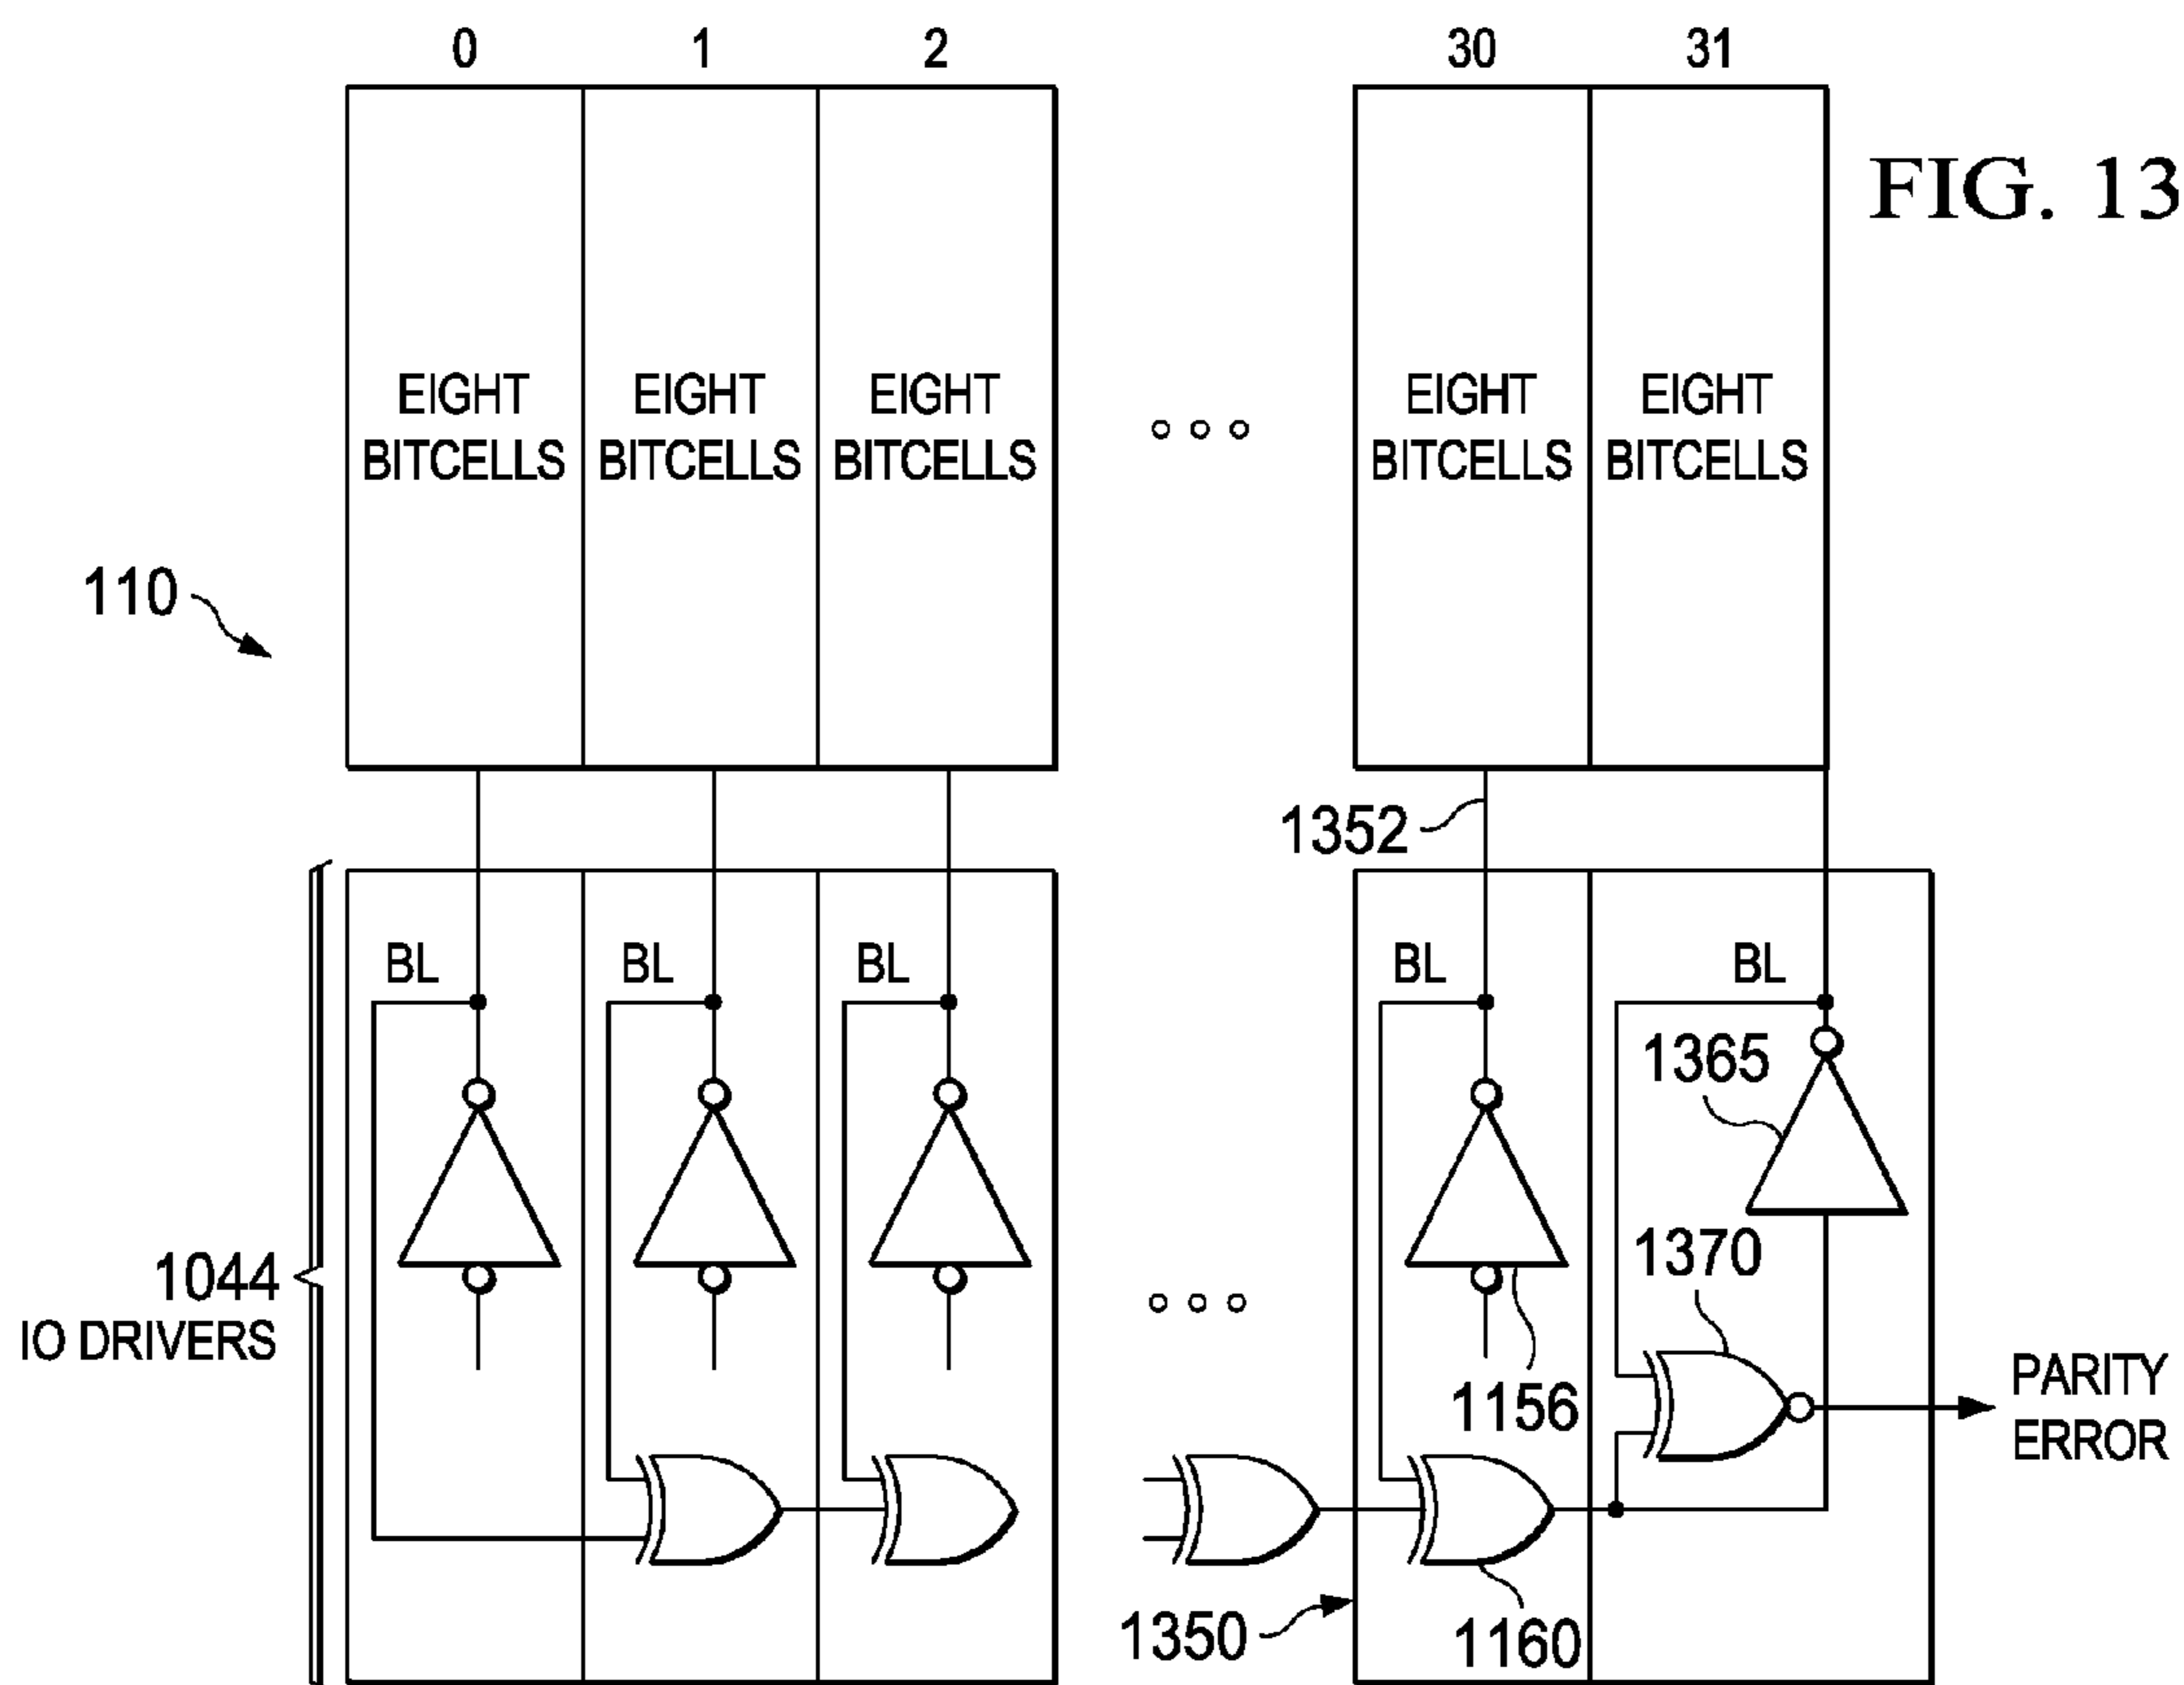 0 1 2 30 31
FIG. 13
EIGHT BITCELLS
EIGHT BITCELLS
EIGHT BITCELLS
EIGHT BITCELLS
EIGHT BITCELLS
110
1352
BL BL BL BL BL
1365
1370
1044
IO DRIVERS
1156
PARITY
ERROR
1350
1160